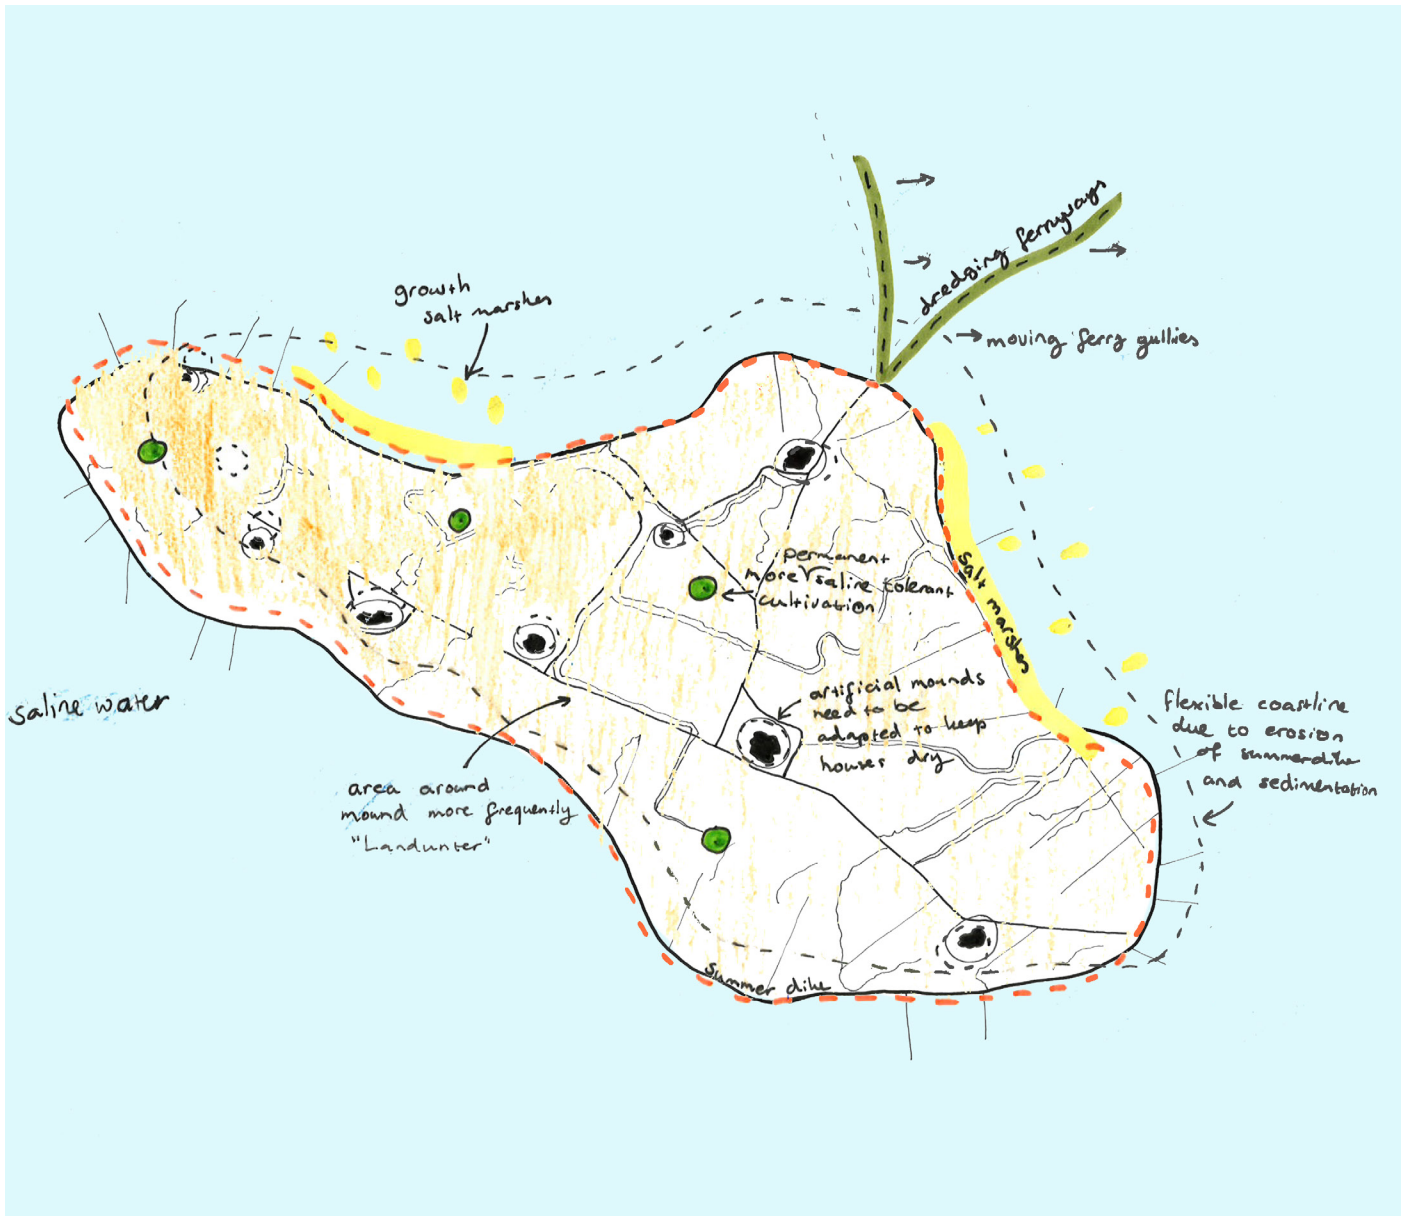 dredging ferryways
growth
salt marshes
moving ferry gullies
permanent
more saline tolerant
cultivation
salt marshes
artificial mounds
need to be
adapted to keep
houses dry
saline water
flexible coastline
due to erosion
of summerdike
and sedimentation
area around
mound more frequently
"Landunter"
summer dike